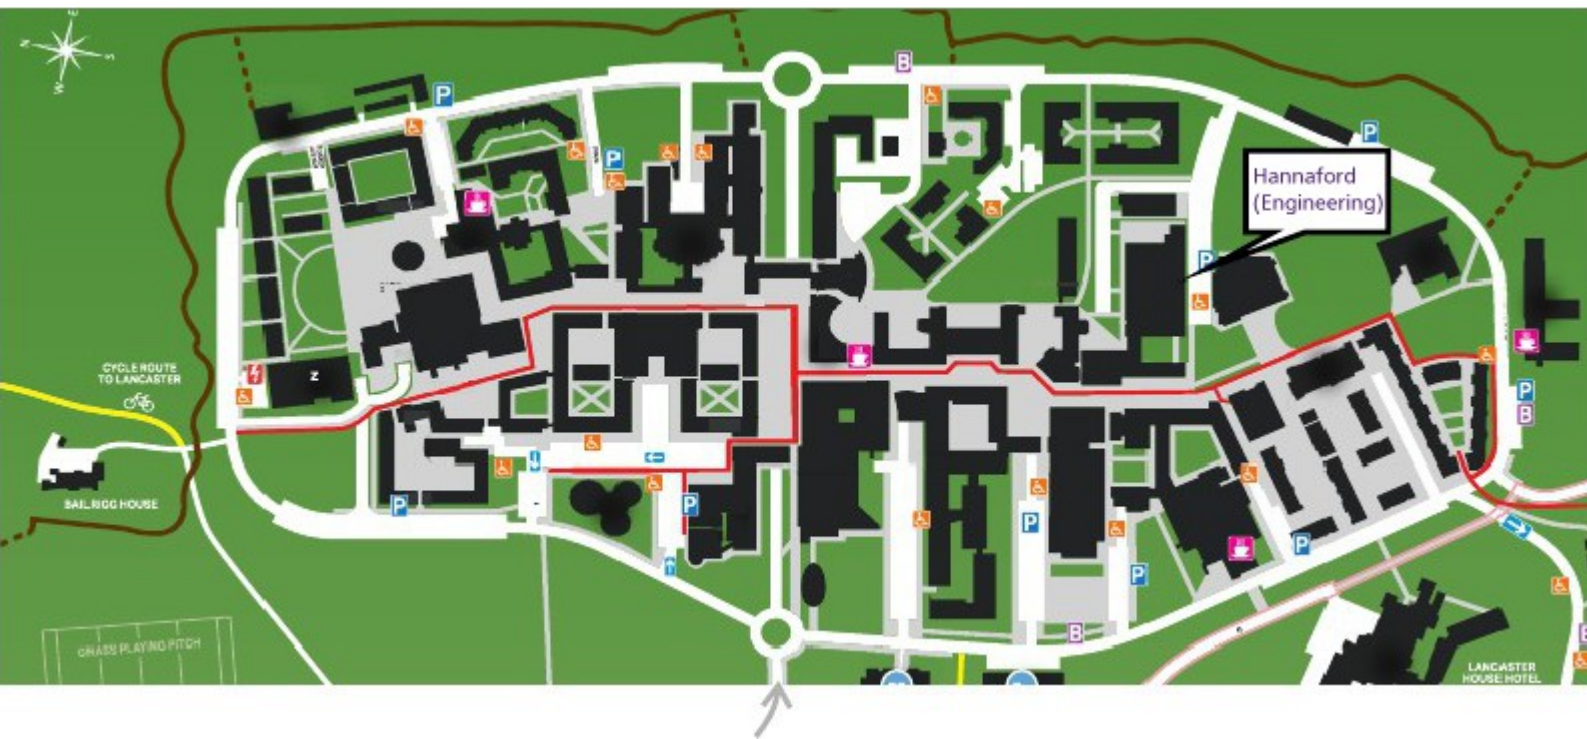 E
N
S
W
P
B
P
P
Hannaford
(Engineering)
P
Z
CYCLE ROUTE
TO LANCASTER
P
B
BAILRIGG HOUSE
P
P
P
P
P
B
GRASS PLAYING PITCH
LANCASTER
HOUSE HOTEL
B